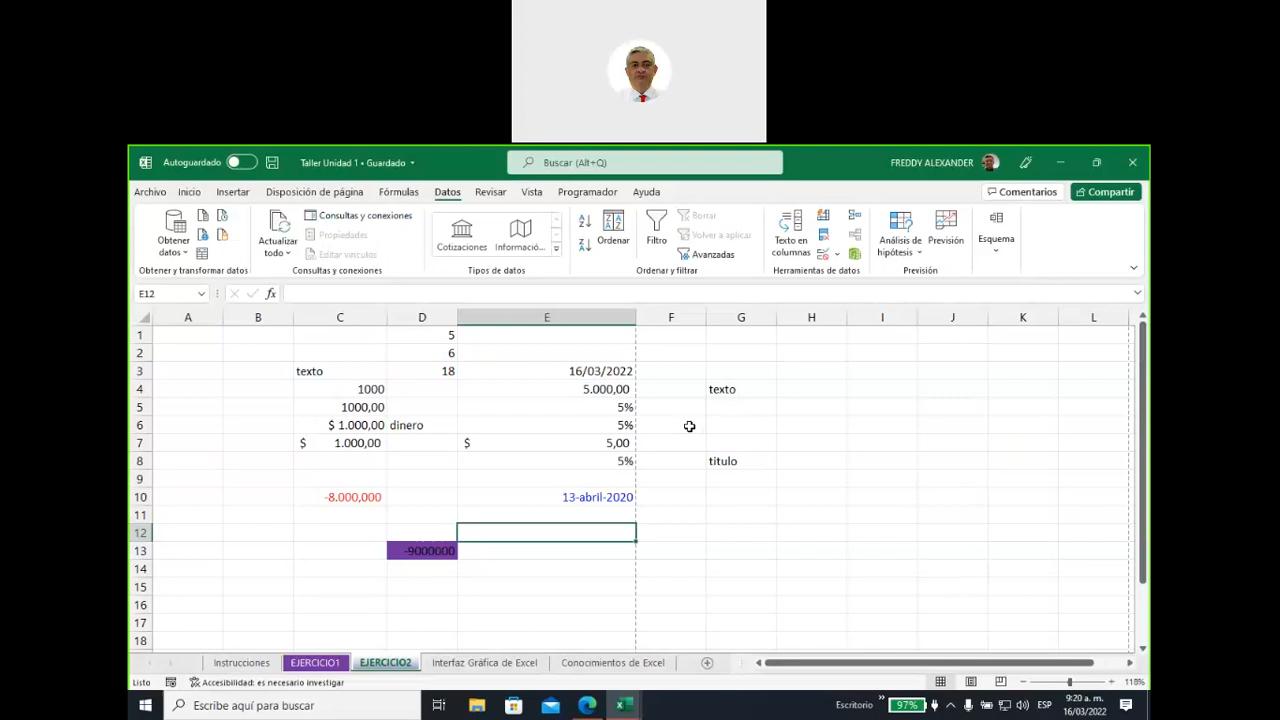 Autoguardado Taller Unidad 1 • Guardado Buscar (Alt+Q) FREDDY ALEXANDER
Archivo Inicio Insertar Disposición de página Fórmulas Datos Revisar Vista Programador Ayuda Comentarios Compartir
Obtener datos
Actualizar todo
Consultas y conexiones
Propiedades
Editar vínculos
Cotizaciones Informació...
Ordenar
Filtro
Borrar
Volver a aplicar
Avanzadas
Texto en columnas
Análisis de hipótesis
Previsión
Esquema
Obtener y transformar datos Consultas y conexiones Tipos de datos Ordenar y filtrar Herramientas de datos Previsión
E12 fx
A B C D E F G H I J K L
1 5
2 6
3 texto 18 16/03/2022
4 1000 5.000,00 texto
5 1000,00 5%
6 $ 1.000,00 dinero 5%
7 $ 1.000,00 $ 5,00
8 5% titulo
9
10 -8.000,000 13-abril-2020
11
12
13 -9000000
14
15
16
17
18
Instrucciones EJERCICIO1 EJERCICIO2 Interfaz Gráfica de Excel Conocimientos de Excel
Listo Accesibilidad: es necesario investigar 118%
Escribe aquí para buscar Escritorio 97% ESP 9:20 a. m.
16/03/2022